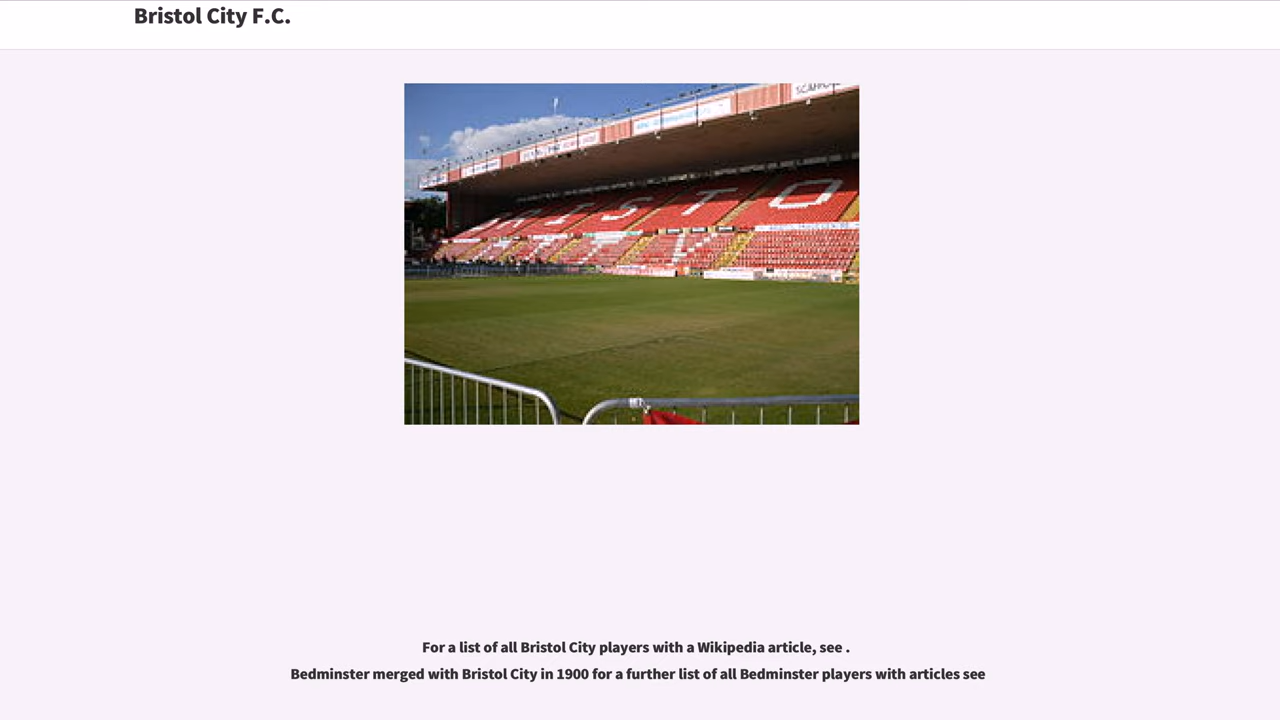 Bristol City F.C.
For a list of all Bristol City players with a Wikipedia article, see .
Bedminster merged with Bristol City in 1900 for a further list of all Bedminster players with articles see